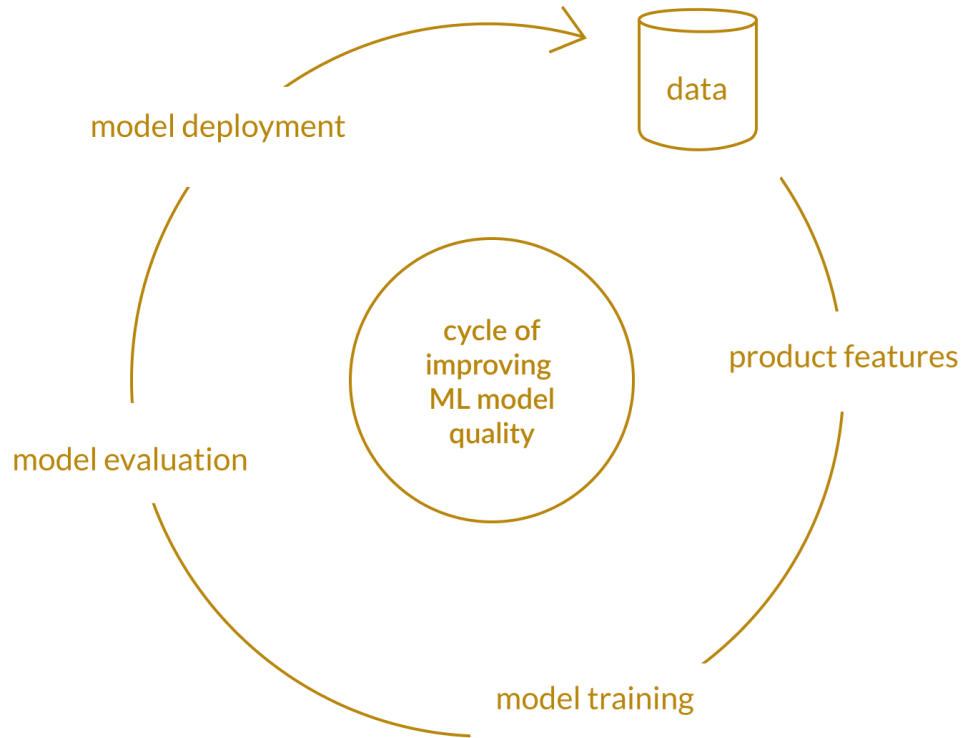 data
model deployment
cycle of
improving
ML model
quality
product features
model evaluation
model training